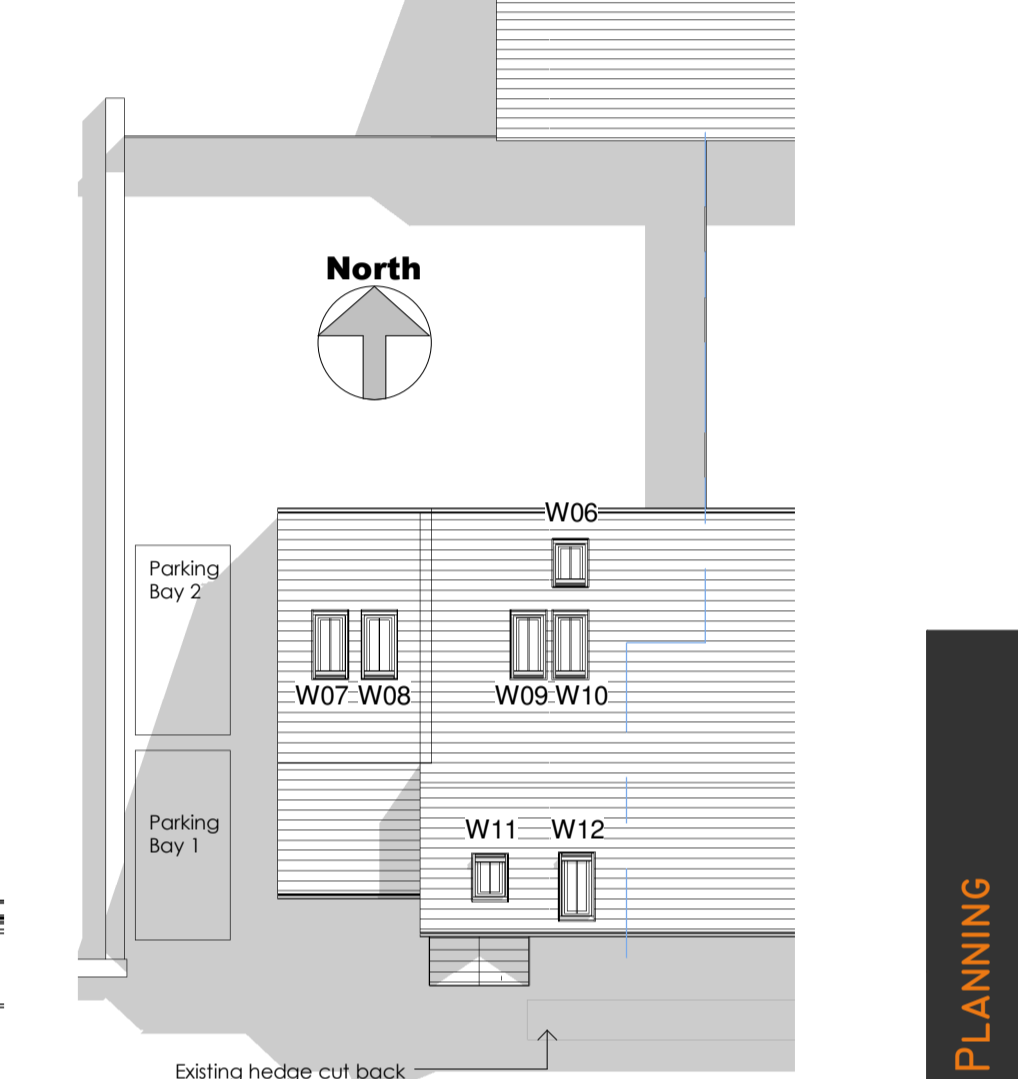 North
W06
Parking
Bay 2
W07 W08
W09 W10
Parking
Bay 1
W11 W12
Existing hedge cut back
PLANNING